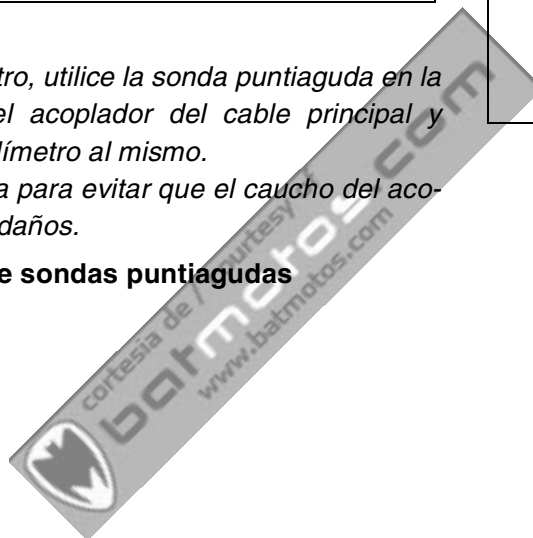 tro, utilice la sonda puntiaguda en la
el acoplador del cable principal y
límetro al mismo.
a para evitar que el caucho del aco-
daños.
e sondas puntiagudas
cortesia de / courtesy
batmotos.com
www.batmotos.com